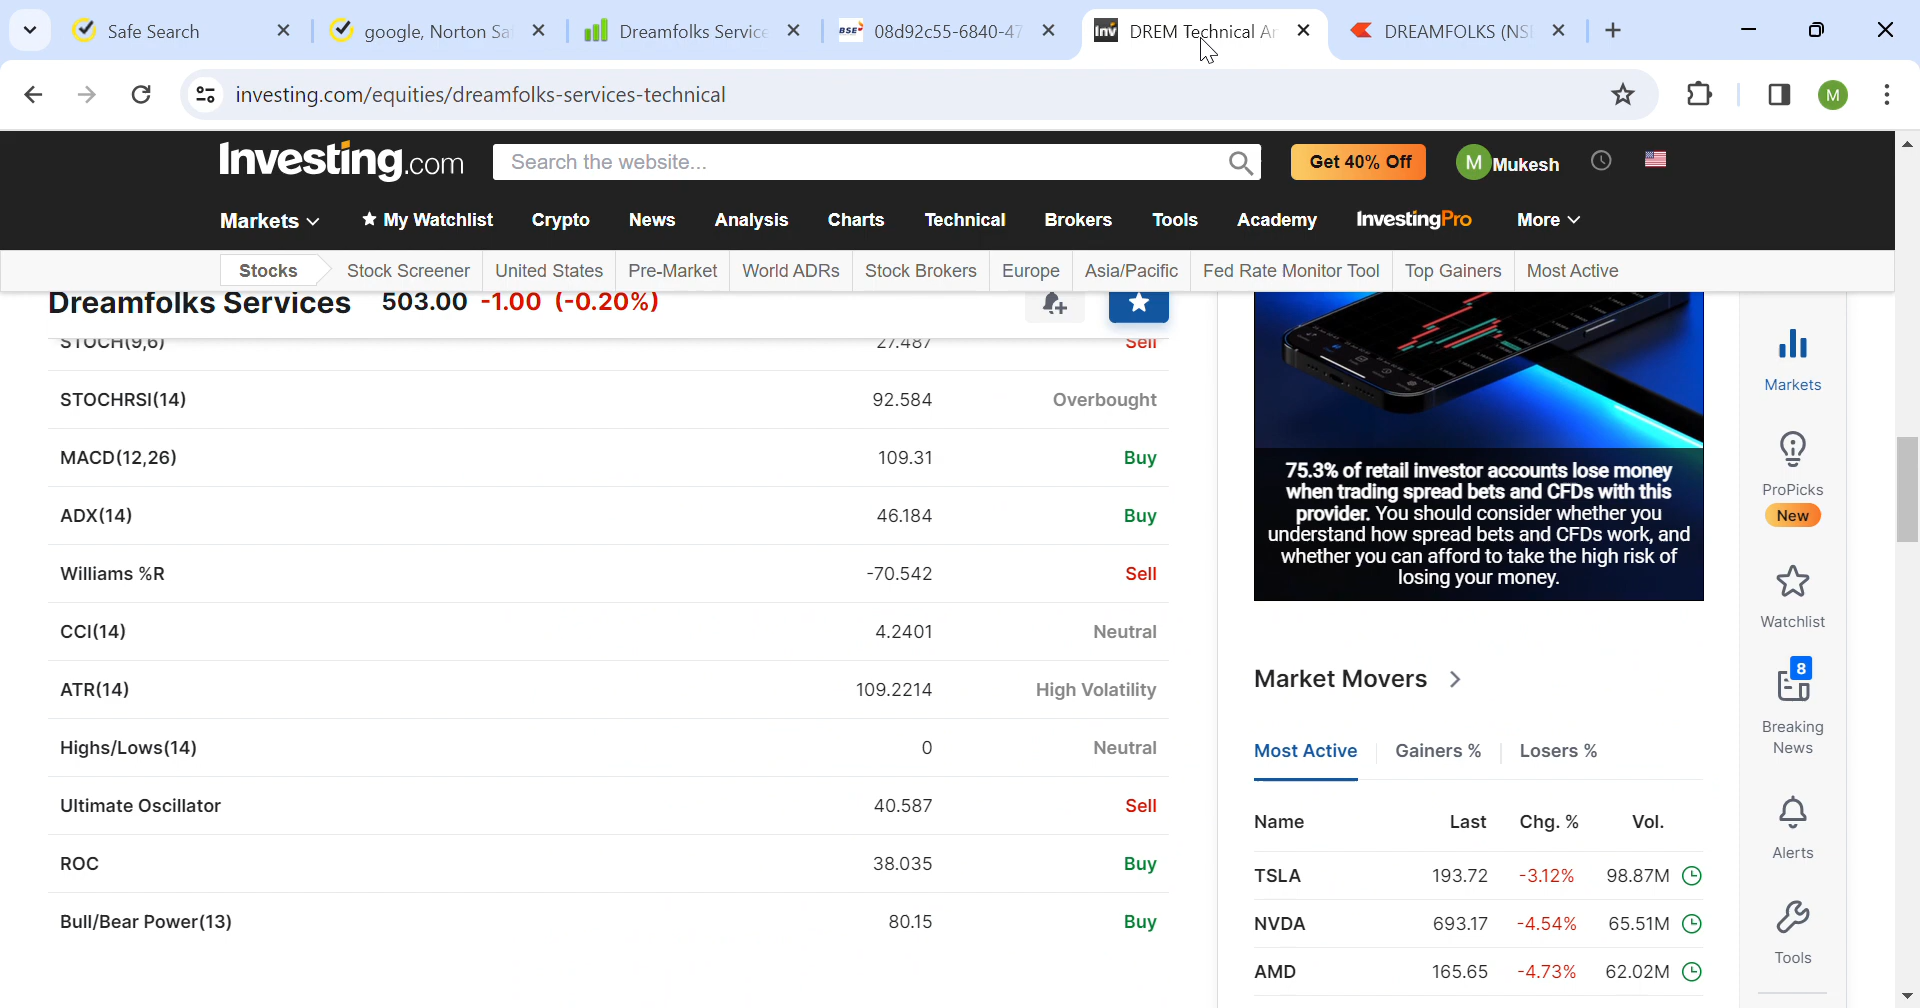 Safe Search
google, Norton Sa
Dreamfolks Service
BSE
08d92c55-6840-47
Inv
DREM Technical An
DREAMFOLKS (NSE
investing.com/equities/dreamfolks-services-technical
M
Investing.com
Search the website...
Get 40% Off
M
Mukesh
Markets
My Watchlist
Crypto
News
Analysis
Charts
Technical
Brokers
Tools
Academy
InvestingPro
More
Stocks
Stock Screener
United States
Pre-Market
World ADRs
Stock Brokers
Europe
Asia/Pacific
Fed Rate Monitor Tool
Top Gainers
Most Active
Dreamfolks Services 503.00 -1.00 (-0.20%)
STOCH(9,6) 27.487 Sell
STOCHRSI(14) 92.584 Overbought
MACD(12,26) 109.31 Buy
ADX(14) 46.184 Buy
Williams %R -70.542 Sell
CCI(14) 4.2401 Neutral
ATR(14) 109.2214 High Volatility
Highs/Lows(14) 0 Neutral
Ultimate Oscillator 40.587 Sell
ROC 38.035 Buy
Bull/Bear Power(13) 80.15 Buy
75.3% of retail investor accounts lose money
when trading spread bets and CFDs with this
provider. You should consider whether you
understand how spread bets and CFDs work, and
whether you can afford to take the high risk of
losing your money.
Market Movers
Most Active
Gainers %
Losers %
Name Last Chg. % Vol.
TSLA 193.72 -3.12% 98.87M
NVDA 693.17 -4.54% 65.51M
AMD 165.65 -4.73% 62.02M
Markets
ProPicks
New
Watchlist
8
Breaking
News
Alerts
Tools